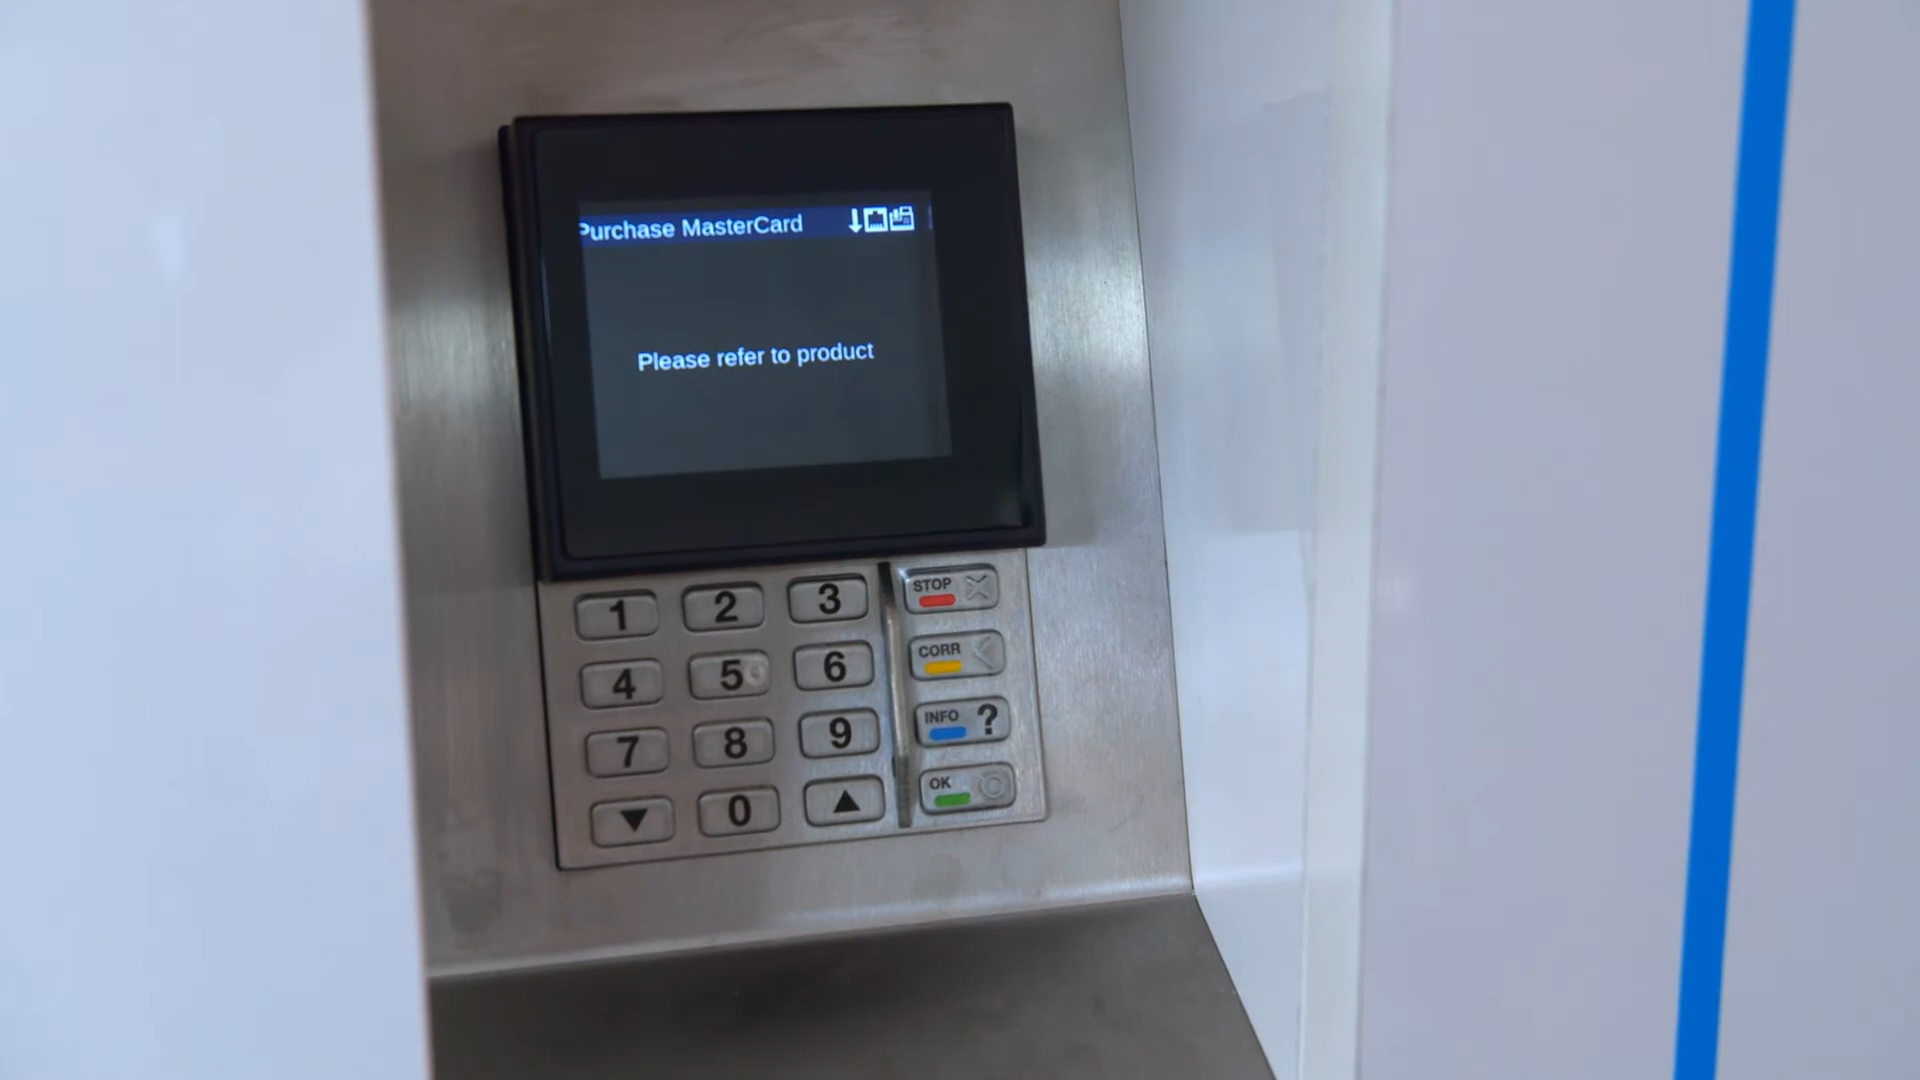 Purchase MasterCard
Please refer to product
1 2 3 STOP
4 5 6 CORR
7 8 9 INFO ?
▼ 0 ▲ OK